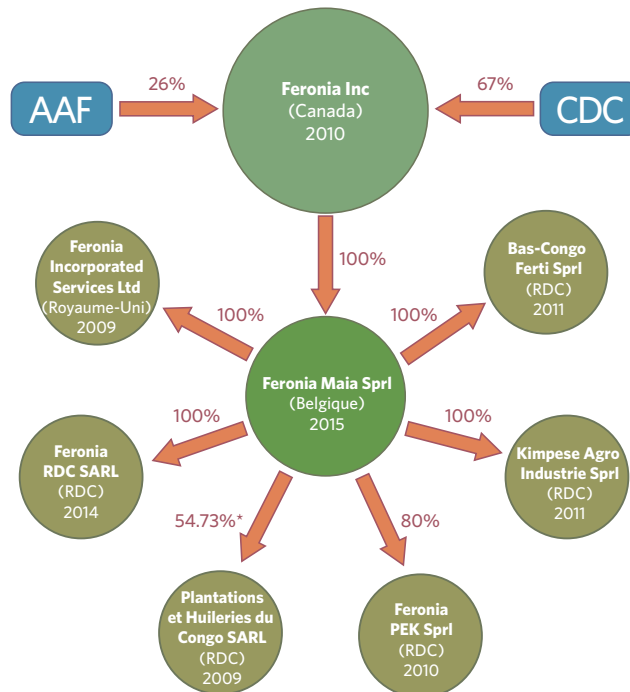 AAF
26%
Feronia Inc
(Canada)
2010
67%
CDC
100%
Feronia
Incorporated
Services Ltd
(Royaume-Uni)
2009
100%
Bas-Congo
Ferti Sprl
(RDC)
2011
100%
Feronia Maia Sprl
(Belgique)
2015
Feronia
RDC SARL
(RDC)
2014
100%
100%
Kimpese Agro
Industrie Sprl
(RDC)
2011
54.73%*
80%
Plantations
et Huileries du
Congo SARL
(RDC)
2009
Feronia
PEK Sprl
(RDC)
2010